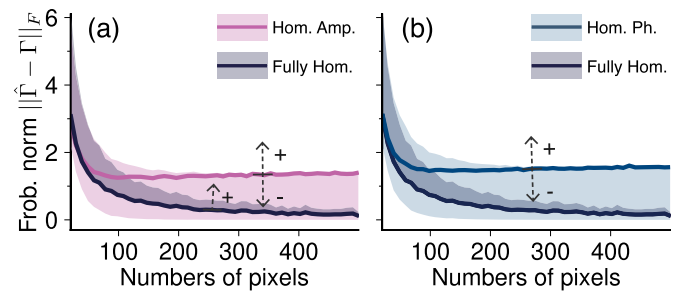 Frob. norm ||Γ̂ − Γ||_F
6
4
2
0
(a)
Hom. Amp.
Fully Hom.
+
+
-
100 200 300 400
Numbers of pixels
(b)
Hom. Ph.
Fully Hom.
+
-
100 200 300 400
Numbers of pixels